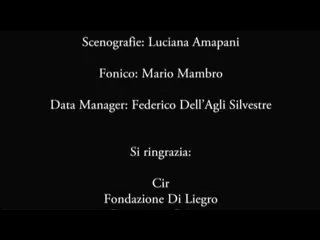 Scenografie: Luciana Amapani
Fonico: Mario Mambro
Data Manager: Federico Dell'Agli Silvestre
Si ringrazia:
Cir
Fondazione Di Liegro